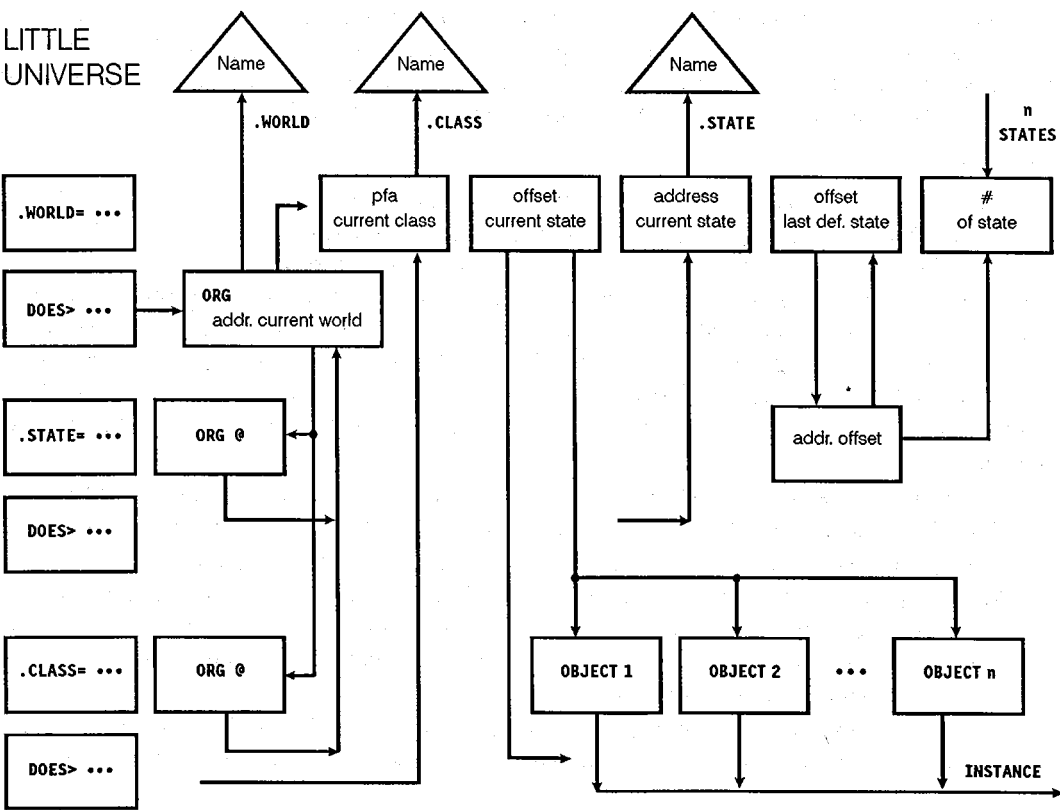 LITTLE
UNIVERSE
Name
Name
Name
.WORLD
.CLASS
.STATE
n
STATES
.WORLD= •••
pfa
current class
offset
current state
address
current state
offset
last def. state
#
of state
DOES> •••
ORG
addr. current world
.STATE= •••
ORG @
addr. offset
DOES> •••
.CLASS= •••
ORG @
OBJECT 1
OBJECT 2
•••
OBJECT n
DOES> •••
INSTANCE